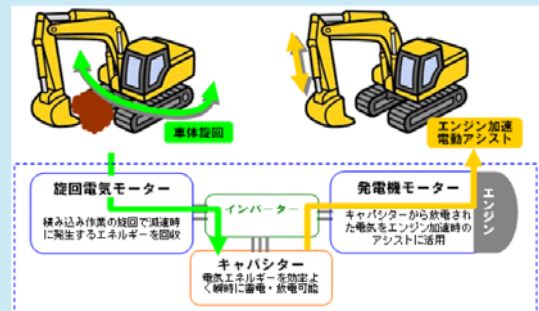 車体旋回
エンジン加速
電動アシスト
旋回電気モーター
積み込み作業の旋回で減速時
に発生するエネルギーを回収
インバーター
発電機モーター
キャパシターから放電され
た電気をエンジン加速時の
アシストに活用
エンジン
キャパシター
電気エネルギーを効率よ
く瞬時に蓄電・放電可能